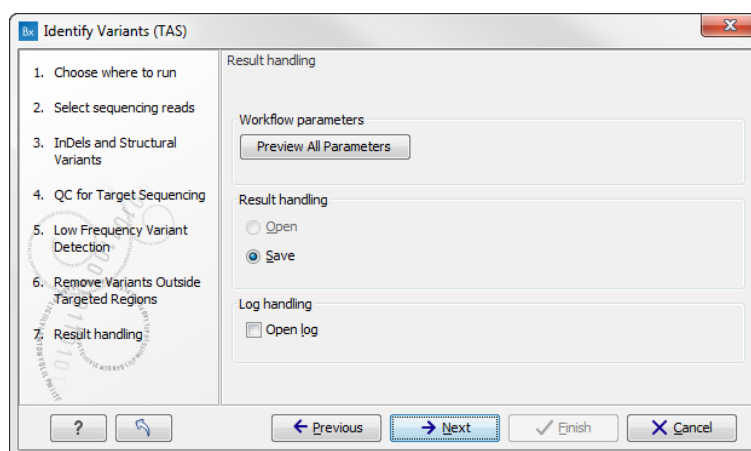 Bx Identify Variants (TAS)
1. Choose where to run
2. Select sequencing reads
3. InDels and Structural
Variants
4. QC for Target Sequencing
5. Low Frequency Variant
Detection
6. Remove Variants Outside
Targeted Regions
7. Result handling
Result handling
Workflow parameters
Preview All Parameters
Result handling
Open
Save
Log handling
Open log
?
Previous
Next
Finish
Cancel